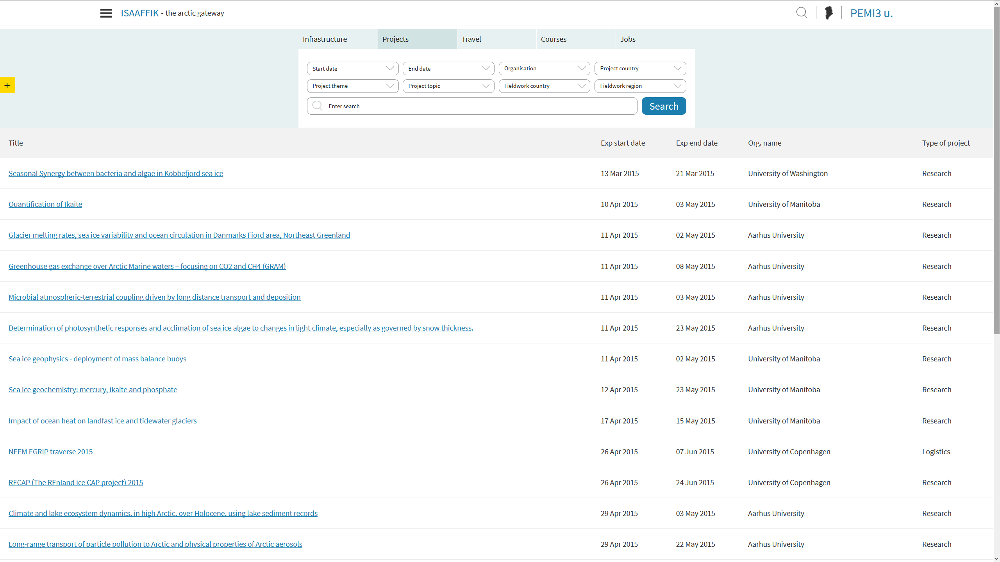 ISAAFFIK - the arctic gateway
PEMI3 u.
Infrastructure Projects Travel Courses Jobs
Start date End date Organisation Project country
Project theme Project topic Fieldwork country Fieldwork region
+
Enter search Search
Title Exp start date Exp end date Org. name Type of project
Seasonal Synergy between bacteria and algae in Kobbefjord sea ice 13 Mar 2015 21 Mar 2015 University of Washington Research
Quantification of Ikaite 10 Apr 2015 03 May 2015 University of Manitoba Research
Glacier melting rates, sea ice variability and ocean circulation in Danmarks Fjord area, Northeast Greenland 11 Apr 2015 02 May 2015 Aarhus University Research
Greenhouse gas exchange over Arctic Marine waters – focusing on CO2 and CH4 (GRAM) 11 Apr 2015 08 May 2015 Aarhus University Research
Microbial atmospheric-terrestrial coupling driven by long distance transport and deposition 11 Apr 2015 03 May 2015 Aarhus University Research
Determination of photosynthetic responses and acclimation of sea ice algae to changes in light climate, especially as governed by snow thickness. 11 Apr 2015 23 May 2015 Aarhus University Research
Sea ice geophysics - deployment of mass balance buoys 11 Apr 2015 02 May 2015 University of Manitoba Research
Sea ice geochemistry: mercury, ikaite and phosphate 12 Apr 2015 23 May 2015 University of Manitoba Research
Impact of ocean heat on landfast ice and tidewater glaciers 17 Apr 2015 15 May 2015 University of Manitoba Research
NEEM EGRIP traverse 2015 26 Apr 2015 07 Jun 2015 University of Copenhagen Logistics
RECAP (The REnland ice CAP project) 2015 26 Apr 2015 24 Jun 2015 University of Copenhagen Research
Climate and lake ecosystem dynamics, in high Arctic, over Holocene, using lake sediment records 29 Apr 2015 03 May 2015 Aarhus University Research
Long-range transport of particle pollution to Arctic and physical properties of Arctic aerosols 29 Apr 2015 22 May 2015 Aarhus University Research